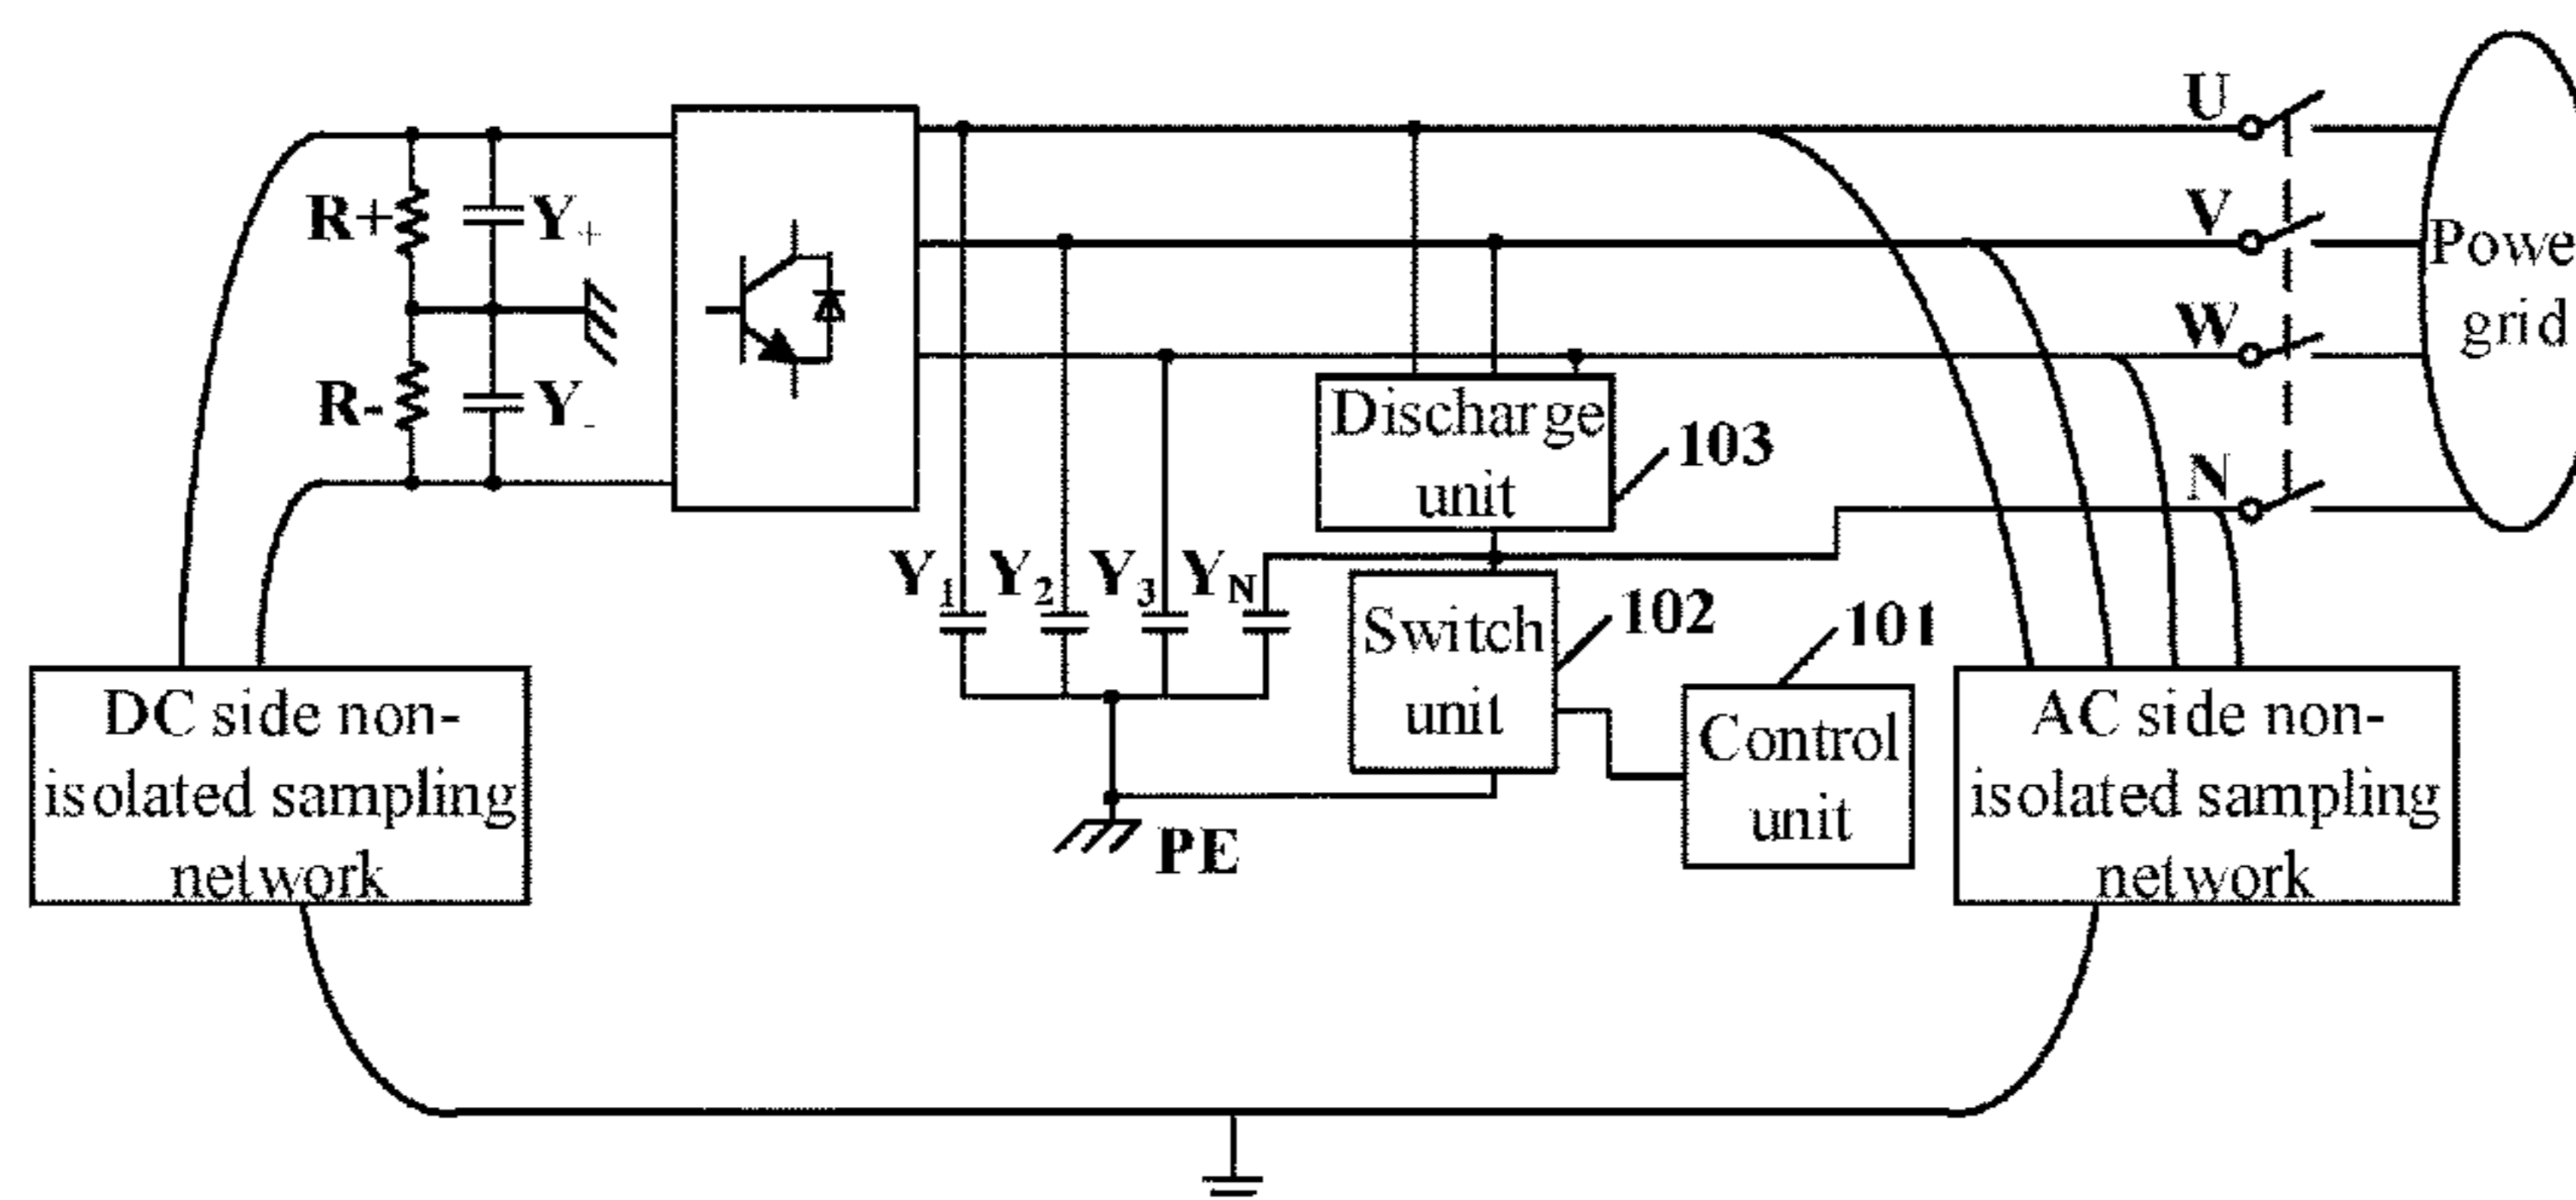 U
V
W
N
Powe
grid
R+
Y+
R-
Y-
Discharge
unit
103
Y1
Y2
Y3
YN
Switch
unit
102
101
Control
unit
PE
DC side non-
isolated sampling
network
AC side non-
isolated sampling
network